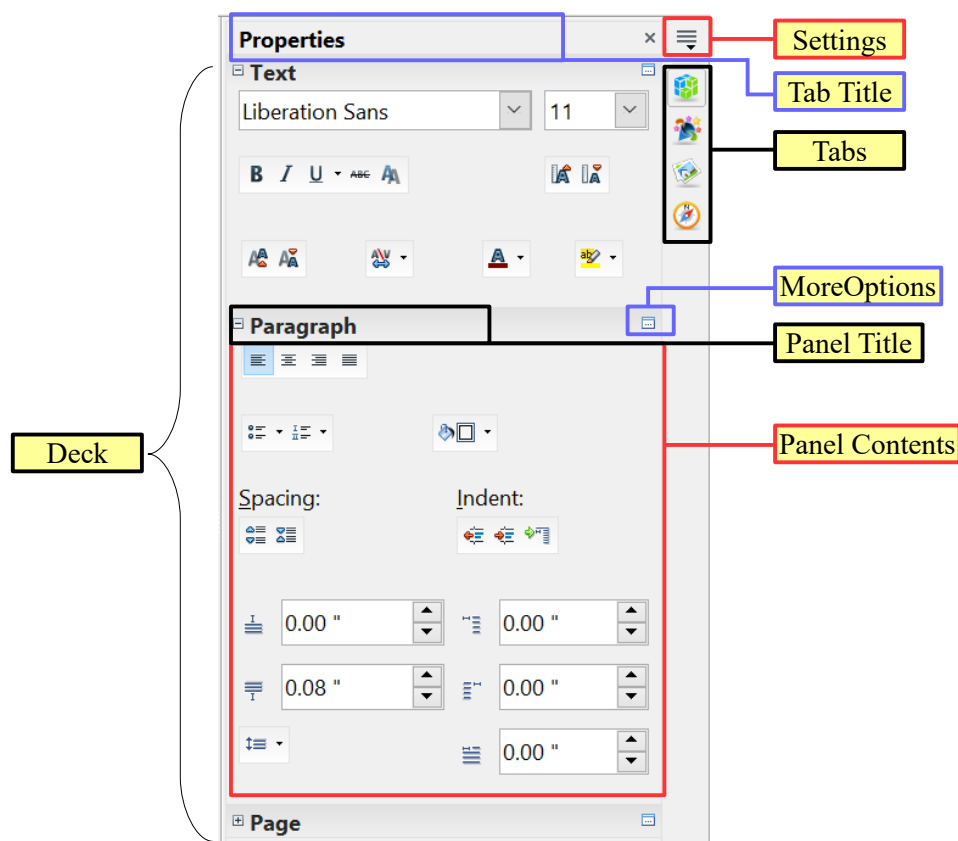 Properties
Settings
Text
Tab Title
Liberation Sans
11
Tabs
B I U ABC
MoreOptions
Paragraph
Panel Title
Deck
Panel Contents
Spacing: Indent:
0.00 " 0.00 "
0.08 " 0.00 "
0.00 "
Page